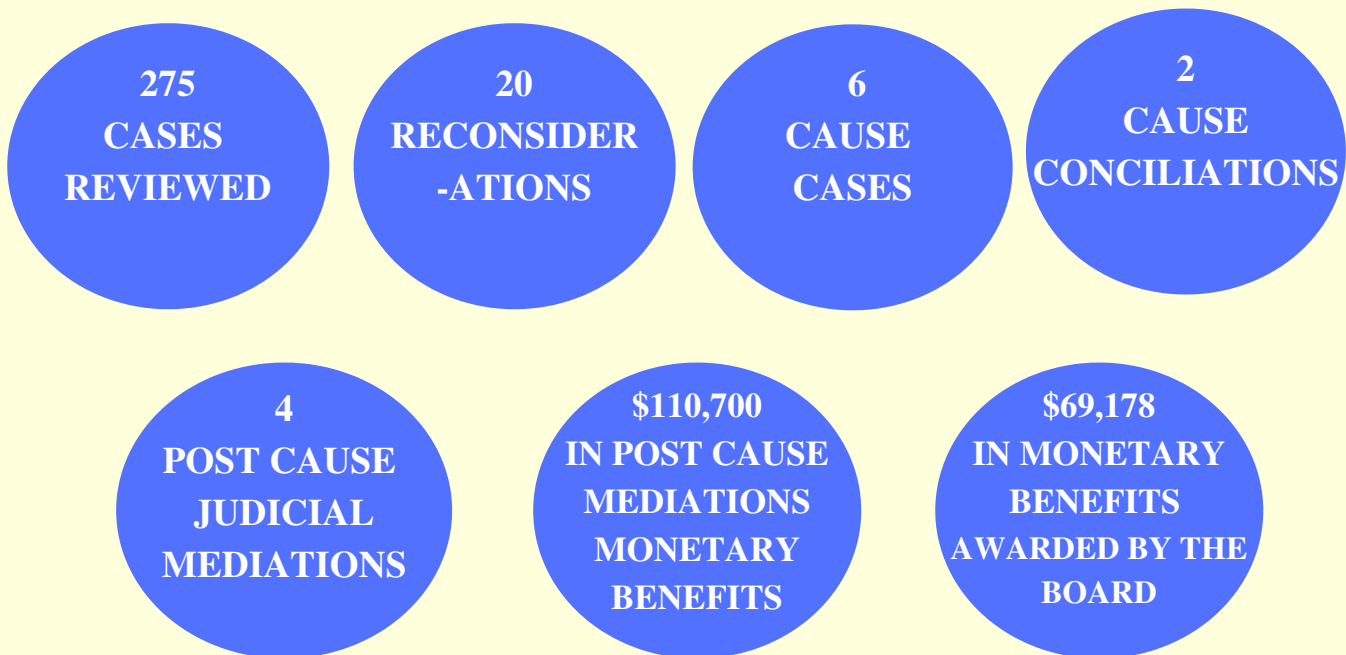 275
CASES
REVIEWED
20
RECONSIDER
-ATIONS
6
CAUSE
CASES
2
CAUSE
CONCILIATIONS
4
POST CAUSE
JUDICIAL
MEDIATIONS
$110,700
IN POST CAUSE
MEDIATIONS
MONETARY
BENEFITS
$69,178
IN MONETARY
BENEFITS
AWARDED BY THE
BOARD